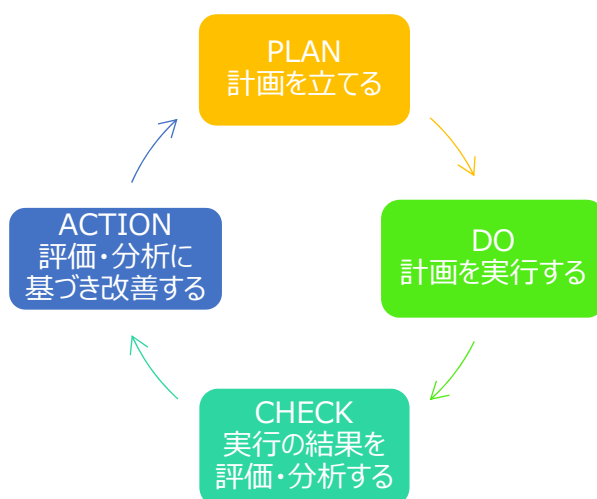 PLAN
計画を立てる
DO
計画を実行する
CHECK
実行の結果を
評価・分析する
ACTION
評価・分析に
基づき改善する